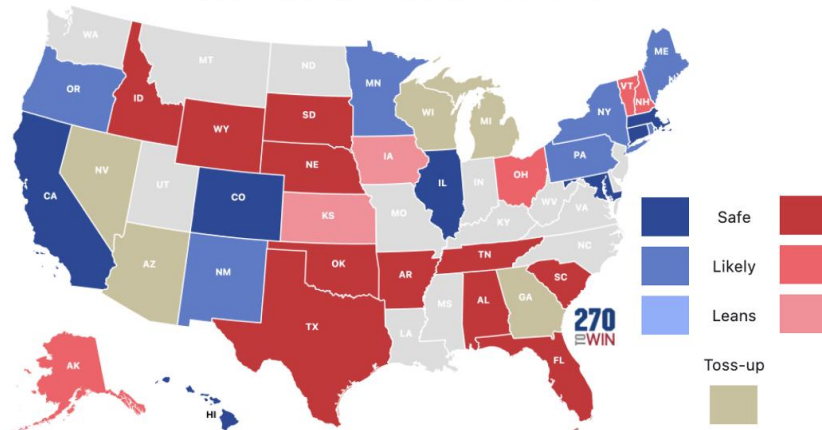 WA
MT
ND
MN
ME
OR
ID
SD
WI
MI
VT
NH
NY
WY
IA
NE
PA
NV
UT
CO
IL
IN
OH
CA
KS
MO
WV
VA
KY
AZ
NM
OK
AR
TN
NC
SC
MS
AL
GA
TX
LA
FL
AK
HI
270
TO WIN
Safe
Likely
Leans
Toss-up